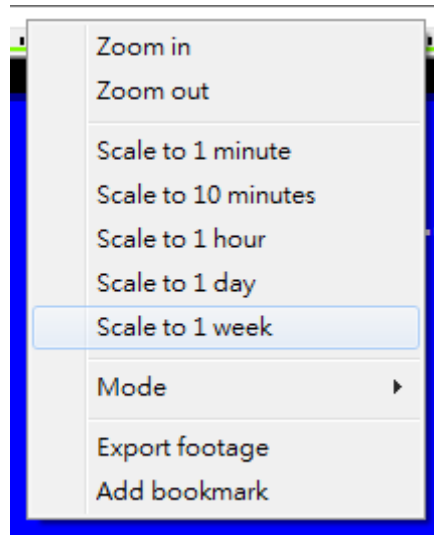 Zoom in
Zoom out
Scale to 1 minute
Scale to 10 minutes
Scale to 1 hour
Scale to 1 day
Scale to 1 week
Mode
Export footage
Add bookmark